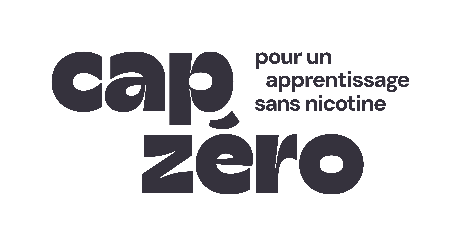 cap
zéro
pour un
apprentissage
sans nicotine